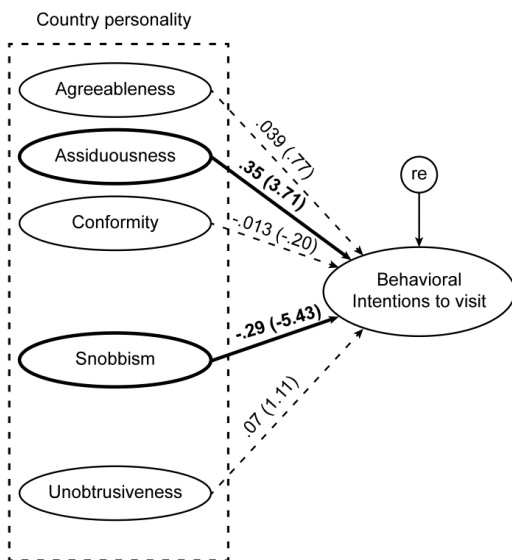 Country personality
Agreeableness
.039 (.77)
Assiduousness
.35 (3.71)
re
Conformity
-.013 (-.20)
Behavioral
Intentions to visit
-.29 (-5.43)
Snobbism
.07 (1.11)
Unobtrusiveness